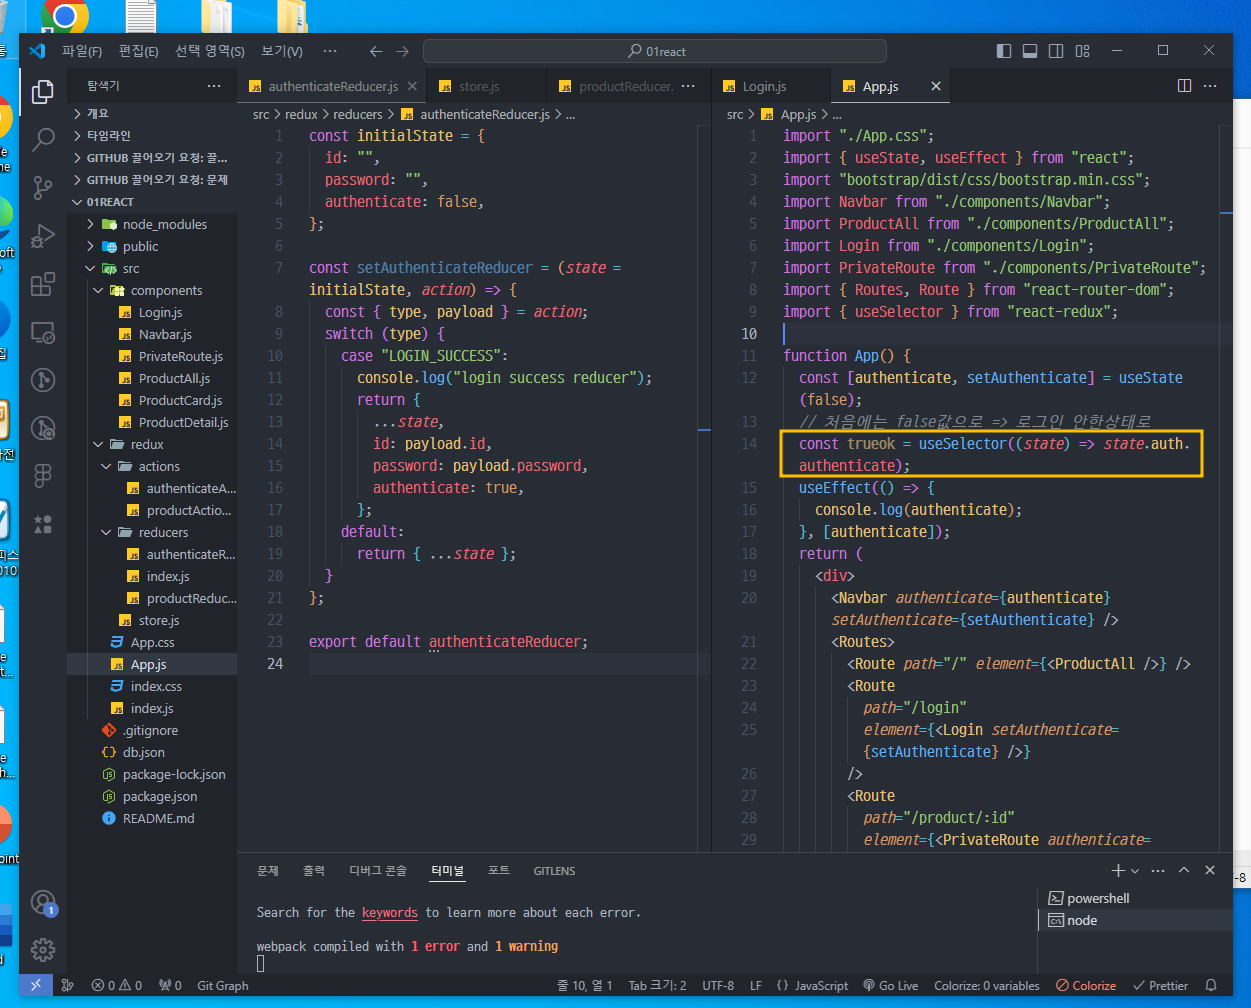 파일(F) 편집(E) 선택 영역(S) 보기(V) ··· 01react
탐색기 ···
개요
타임라인
GITHUB 끌어오기 요청: 끌...
GITHUB 끌어오기 요청: 문제
01REACT
node_modules
public
src
components
Login.js
Navbar.js
PrivateRoute.js
ProductAll.js
ProductCard.js
ProductDetail.js
redux
actions
authenticateA...
productActio...
reducers
authenticateR...
index.js
productReduc...
store.js
App.css
App.js
index.css
index.js
.gitignore
db.json
package-lock.json
package.json
README.md
authenticateReducer.js store.js productReducer. ···
src > redux > reducers > authenticateReducer.js > ...
1 const initialState = {
2 id: "",
3 password: "",
4 authenticate: false,
5 };
6
7 const setAuthenticateReducer = (state =
initialState, action) => {
8 const { type, payload } = action;
9 switch (type) {
10 case "LOGIN_SUCCESS":
11 console.log("login success reducer");
12 return {
13 ...state,
14 id: payload.id,
15 password: payload.password,
16 authenticate: true,
17 };
18 default:
19 return { ...state };
20 }
21 };
22
23 export default authenticateReducer;
24
Login.js App.js ···
src > App.js > ...
1 import "./App.css";
2 import { useState, useEffect } from "react";
3 import "bootstrap/dist/css/bootstrap.min.css";
4 import Navbar from "./components/Navbar";
5 import ProductAll from "./components/ProductAll";
6 import Login from "./components/Login";
7 import PrivateRoute from "./components/PrivateRoute";
8 import { Routes, Route } from "react-router-dom";
9 import { useSelector } from "react-redux";
10
11 function App() {
12 const [authenticate, setAuthenticate] = useState
(false);
13 // 처음에는 false값으로 => 로그인 안한상태로
14 const trueok = useSelector((state) => state.auth.
authenticate);
15 useEffect(() => {
16 console.log(authenticate);
17 }, [authenticate]);
18 return (
19 <div>
20 <Navbar authenticate={authenticate}
setAuthenticate={setAuthenticate} />
21 <Routes>
22 <Route path="/" element={<ProductAll />} />
23 <Route
24 path="/login"
25 element={<Login setAuthenticate=
{setAuthenticate} />}
26 />
27 <Route
28 path="/product/:id"
29 element={<PrivateRoute authenticate=
문제 출력 디버그 콘솔 터미널 포트 GITLENS
Search for the keywords to learn more about each error.
webpack compiled with 1 error and 1 warning
powershell
node
1
0 0 0 Git Graph 줄 10, 열 1 Tab 크기: 2 UTF-8 LF {} JavaScript Go Live Colorize: 0 variables Colorize Prettier